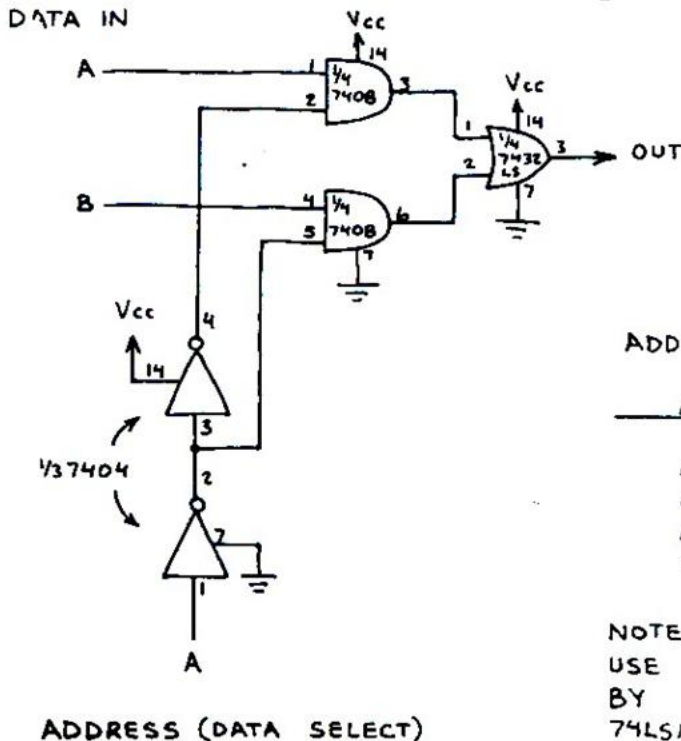 DATA IN
Vcc
14
A
1
1/4
7408
3
2
Vcc
14
1
1/4
7432
LS
3
OUT
2
7
B
4
1/4
7408
6
5
7
4
Vcc
14
3
1/3 7404
2
7
1
A
ADDRESS (DATA SELECT)
ADD
NOTE
USE
BY
74LS